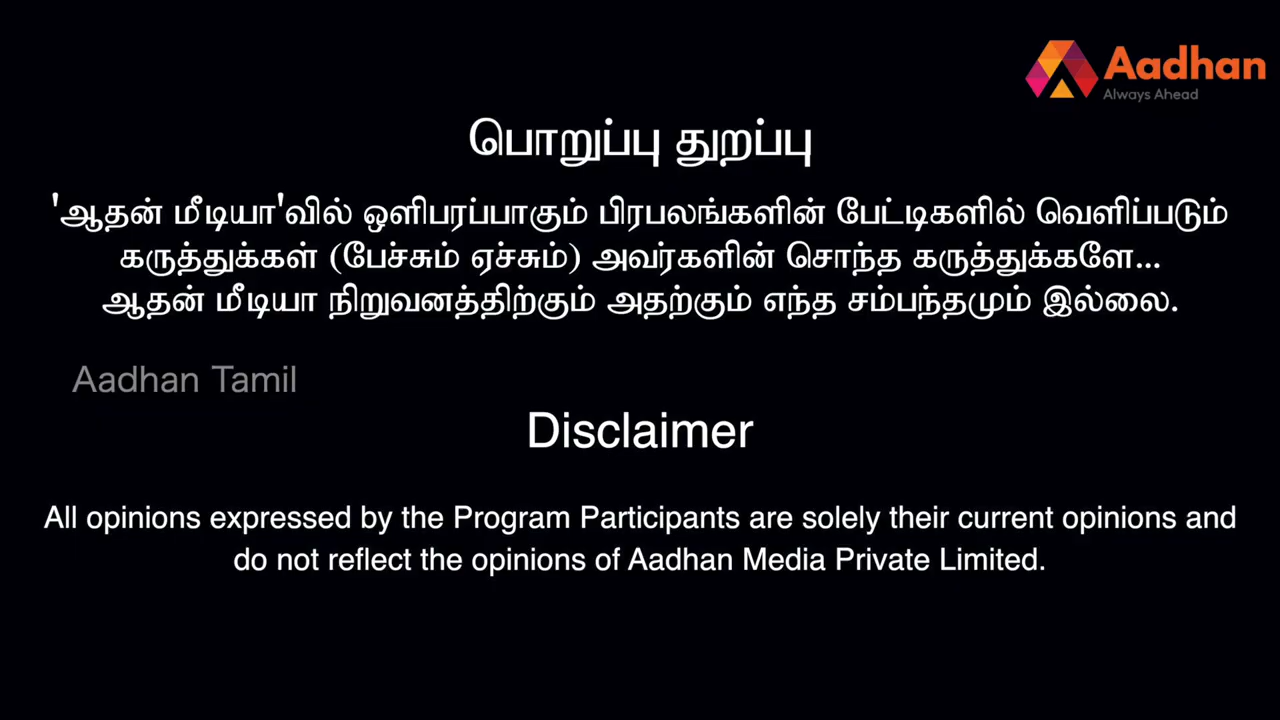 Aadhan
Always Ahead
பொறுப்பு துறப்பு
'ஆதன் மீடியா'வில் ஒளிபரப்பாகும் பிரபலங்களின் பேட்டிகளில் வெளிப்படும்
கருத்துக்கள் (பேச்சும் ஏச்சும்) அவர்களின் சொந்த கருத்துக்களே...
ஆதன் மீடியா நிறுவனத்திற்கும் அதற்கும் எந்த சம்பந்தமும் இல்லை.
Aadhan Tamil
Disclaimer
All opinions expressed by the Program Participants are solely their current opinions and
do not reflect the opinions of Aadhan Media Private Limited.